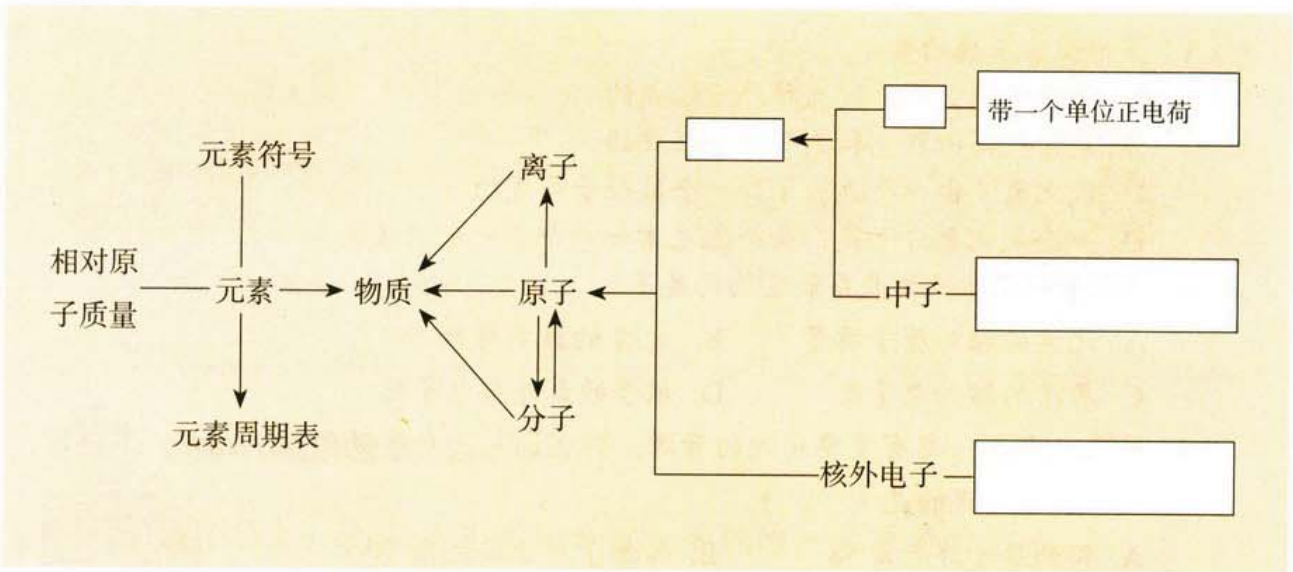 带一个单位正电荷
元素符号
离子
相对原
子质量
元素
物质
原子
中子
元素周期表
分子
核外电子